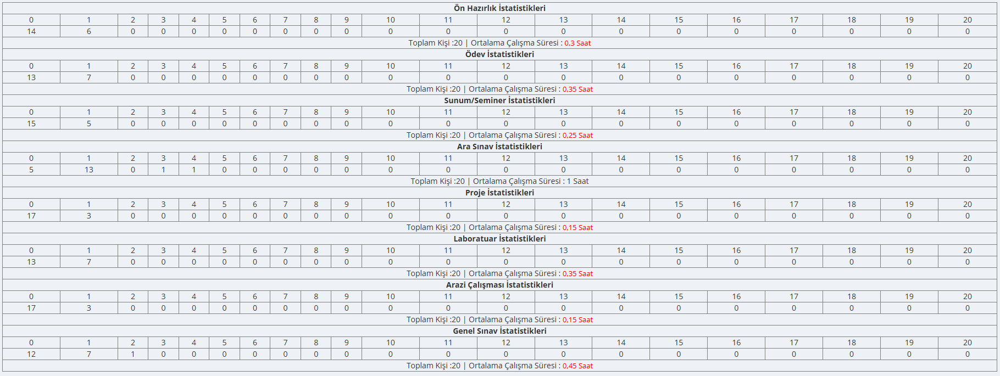 Ön Hazırlık İstatistikleri
0 1 2 3 4 5 6 7 8 9 10 11 12 13 14 15 16 17 18 19 20
14 6 0 0 0 0 0 0 0 0 0 0 0 0 0 0 0 0 0 0 0
Toplam Kişi :20 | Ortalama Çalışma Süresi : 0,3 Saat
Ödev İstatistikleri
0 1 2 3 4 5 6 7 8 9 10 11 12 13 14 15 16 17 18 19 20
13 7 0 0 0 0 0 0 0 0 0 0 0 0 0 0 0 0 0 0 0
Toplam Kişi :20 | Ortalama Çalışma Süresi : 0,35 Saat
Sunum/Seminer İstatistikleri
0 1 2 3 4 5 6 7 8 9 10 11 12 13 14 15 16 17 18 19 20
15 5 0 0 0 0 0 0 0 0 0 0 0 0 0 0 0 0 0 0 0
Toplam Kişi :20 | Ortalama Çalışma Süresi : 0,25 Saat
Ara Sınav İstatistikleri
0 1 2 3 4 5 6 7 8 9 10 11 12 13 14 15 16 17 18 19 20
5 13 0 1 1 0 0 0 0 0 0 0 0 0 0 0 0 0 0 0 0
Toplam Kişi :20 | Ortalama Çalışma Süresi : 1 Saat
Proje İstatistikleri
0 1 2 3 4 5 6 7 8 9 10 11 12 13 14 15 16 17 18 19 20
17 3 0 0 0 0 0 0 0 0 0 0 0 0 0 0 0 0 0 0 0
Toplam Kişi :20 | Ortalama Çalışma Süresi : 0,15 Saat
Laboratuar İstatistikleri
0 1 2 3 4 5 6 7 8 9 10 11 12 13 14 15 16 17 18 19 20
13 7 0 0 0 0 0 0 0 0 0 0 0 0 0 0 0 0 0 0 0
Toplam Kişi :20 | Ortalama Çalışma Süresi : 0,35 Saat
Arazi Çalışması İstatistikleri
0 1 2 3 4 5 6 7 8 9 10 11 12 13 14 15 16 17 18 19 20
17 3 0 0 0 0 0 0 0 0 0 0 0 0 0 0 0 0 0 0 0
Toplam Kişi :20 | Ortalama Çalışma Süresi : 0,15 Saat
Genel Sınav İstatistikleri
0 1 2 3 4 5 6 7 8 9 10 11 12 13 14 15 16 17 18 19 20
12 7 1 0 0 0 0 0 0 0 0 0 0 0 0 0 0 0 0 0 0
Toplam Kişi :20 | Ortalama Çalışma Süresi : 0,45 Saat